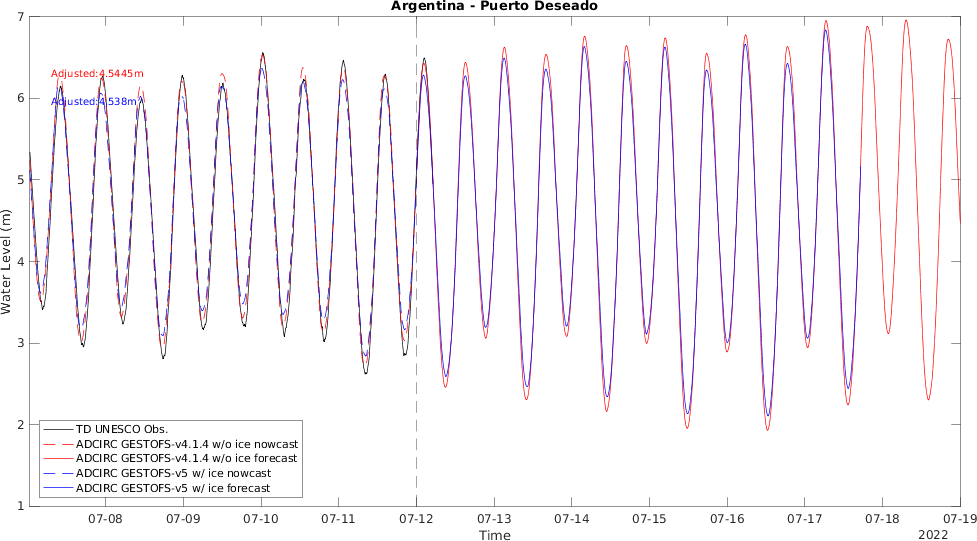 Argentina - Puerto Deseado
7
6
5
4
3
2
1
Water Level (m)
Adjusted:4.5445m
Adjusted:4.538m
TD UNESCO Obs.
ADCIRC GESTOFS-v4.1.4 w/o ice nowcast
ADCIRC GESTOFS-v4.1.4 w/o ice forecast
ADCIRC GESTOFS-v5 w/ ice nowcast
ADCIRC GESTOFS-v5 w/ ice forecast
07-08 07-09 07-10 07-11 07-12 07-13 07-14 07-15 07-16 07-17 07-18 07-19
Time
2022